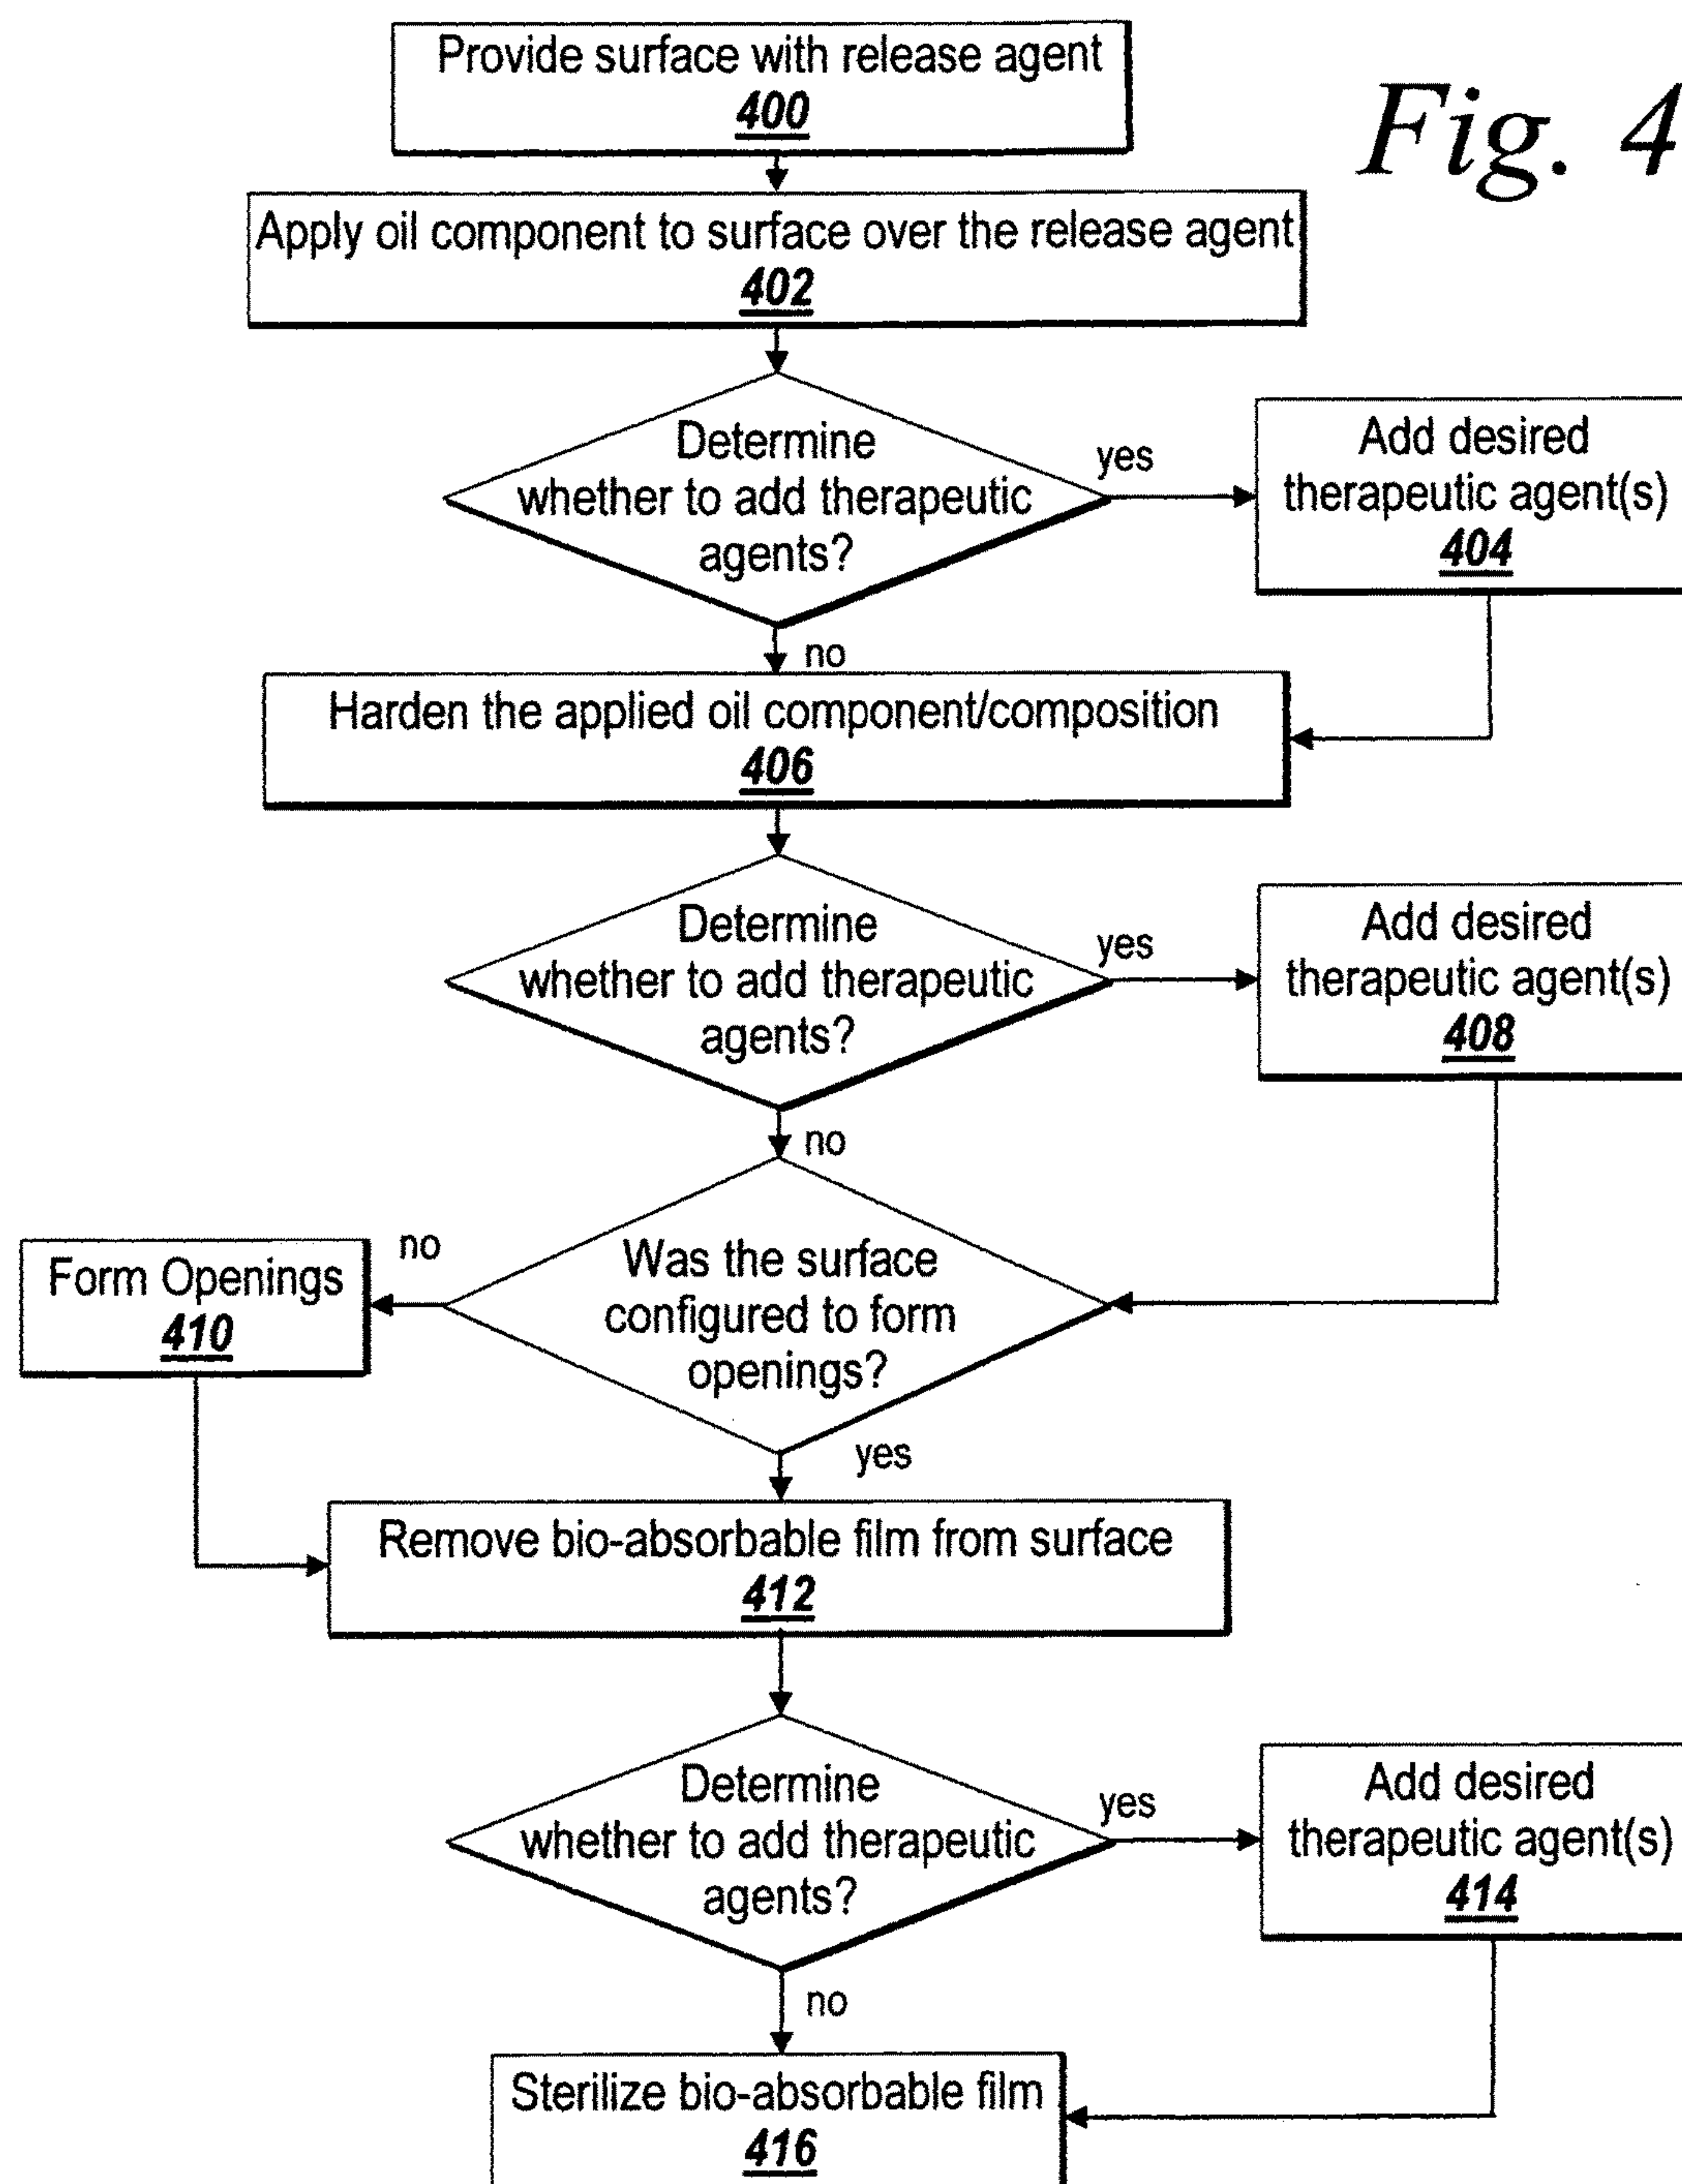 Fig. 4
Provide surface with release agent
400
Apply oil component to surface over the release agent
402
Determine
whether to add therapeutic
agents?
yes
Add desired
therapeutic agent(s)
404
no
Harden the applied oil component/composition
406
Determine
whether to add therapeutic
agents?
yes
Add desired
therapeutic agent(s)
408
no
Was the surface
configured to form
openings?
no
Form Openings
410
yes
Remove bio-absorbable film from surface
412
Determine
whether to add therapeutic
agents?
yes
Add desired
therapeutic agent(s)
414
no
Sterilize bio-absorbable film
416